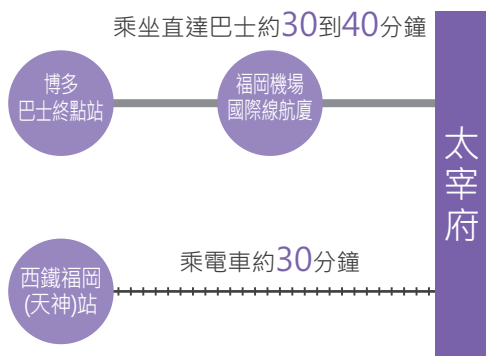 乘坐直達巴士約30到40分鐘
博多
巴士終點站
福岡機場
國際線航廈
太宰府
乘電車約30分鐘
西鐵福岡
(天神)站